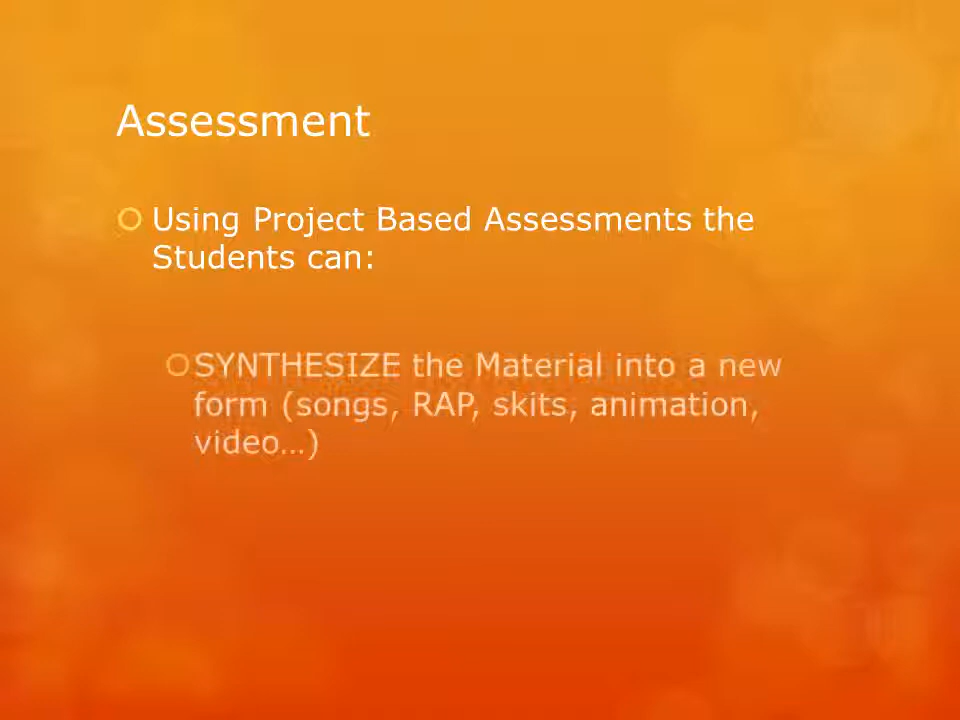 Assessment
Using Project Based Assessments the
Students can:
SYNTHESIZE the Material into a new
form (songs, RAP, skits, animation,
video…)